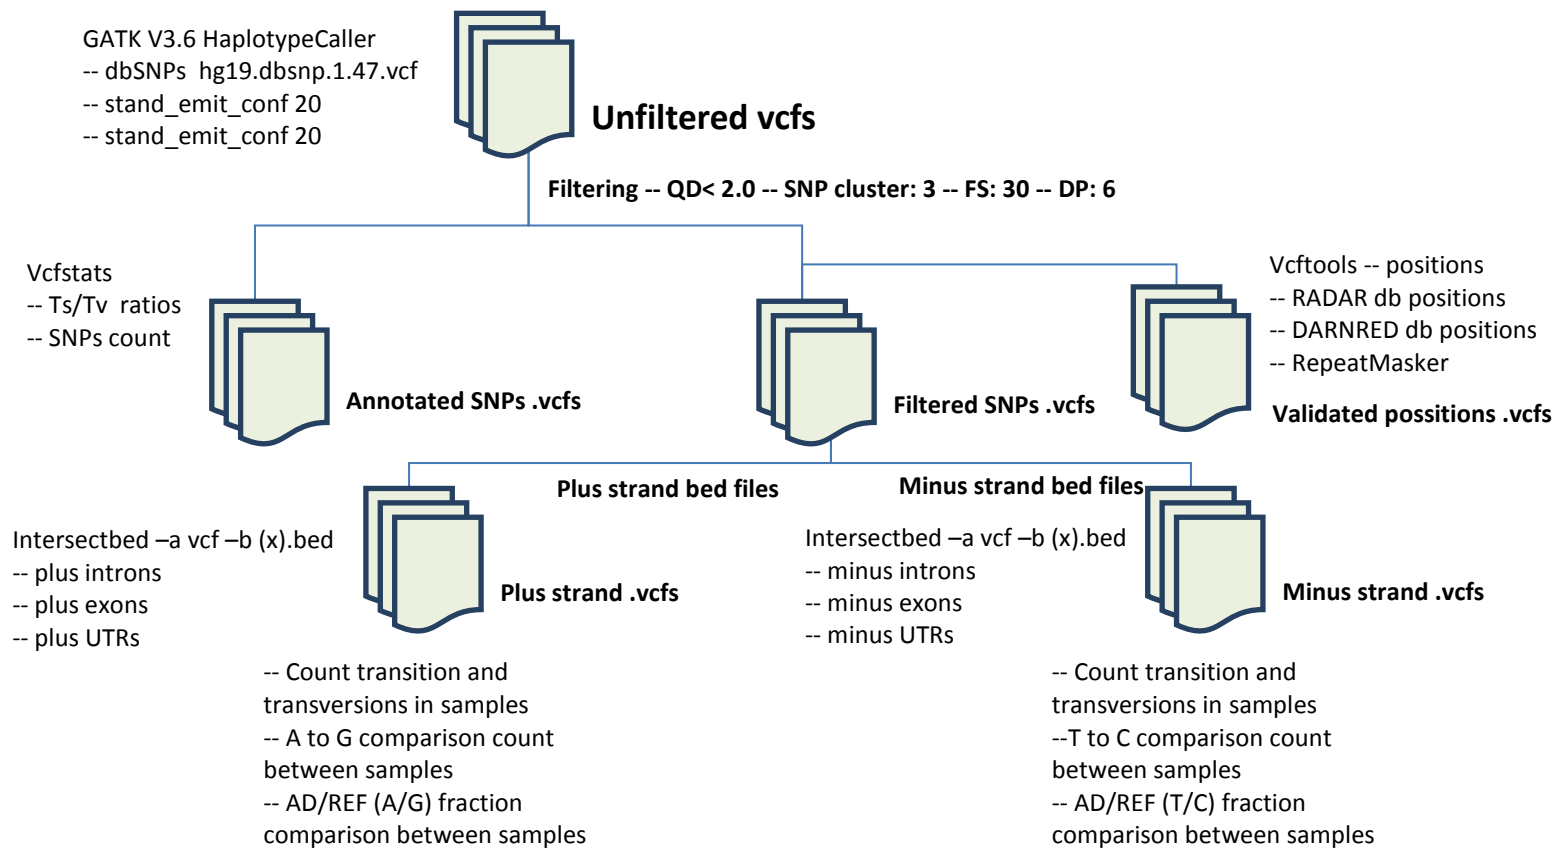 GATK V3.6 HaplotypeCaller
-- dbSNPs  hg19.dbsnp.1.47.vcf
-- stand_emit_conf 20
-- stand_emit_conf 20
Unfiltered vcfs
Filtering -- QD< 2.0 -- SNP cluster: 3 -- FS: 30 -- DP: 6
Vcfstats
-- Ts/Tv  ratios
-- SNPs count
Annotated SNPs .vcfs
Filtered SNPs .vcfs
Vcftools -- positions
-- RADAR db positions
-- DARNRED db positions
-- RepeatMasker
Validated possitions .vcfs
Plus strand bed files
Minus strand bed files
Intersectbed –a vcf –b (x).bed
-- plus introns
-- plus exons
-- plus UTRs
Plus strand .vcfs
Intersectbed –a vcf –b (x).bed
-- minus introns
-- minus exons
-- minus UTRs
Minus strand .vcfs
-- Count transition and
transversions in samples
-- A to G comparison count
between samples
-- AD/REF (A/G) fraction
comparison between samples
-- Count transition and
transversions in samples
--T to C comparison count
between samples
-- AD/REF (T/C) fraction
comparison between samples